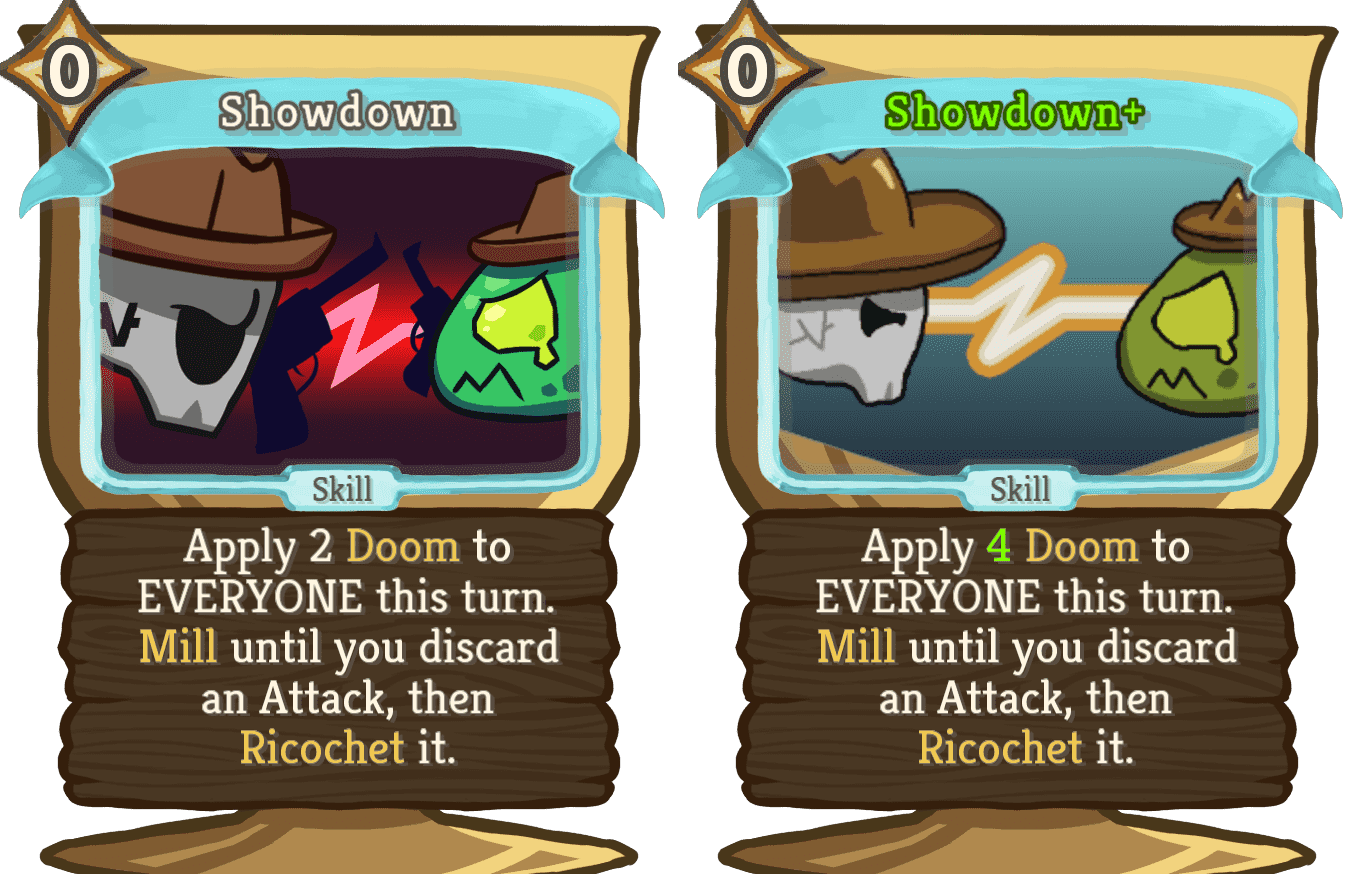 0
Showdown
Skill
Apply 2 Doom to
EVERYONE this turn.
Mill until you discard
an Attack, then
Ricochet it.
0
Showdown+
Skill
Apply 4 Doom to
EVERYONE this turn.
Mill until you discard
an Attack, then
Ricochet it.